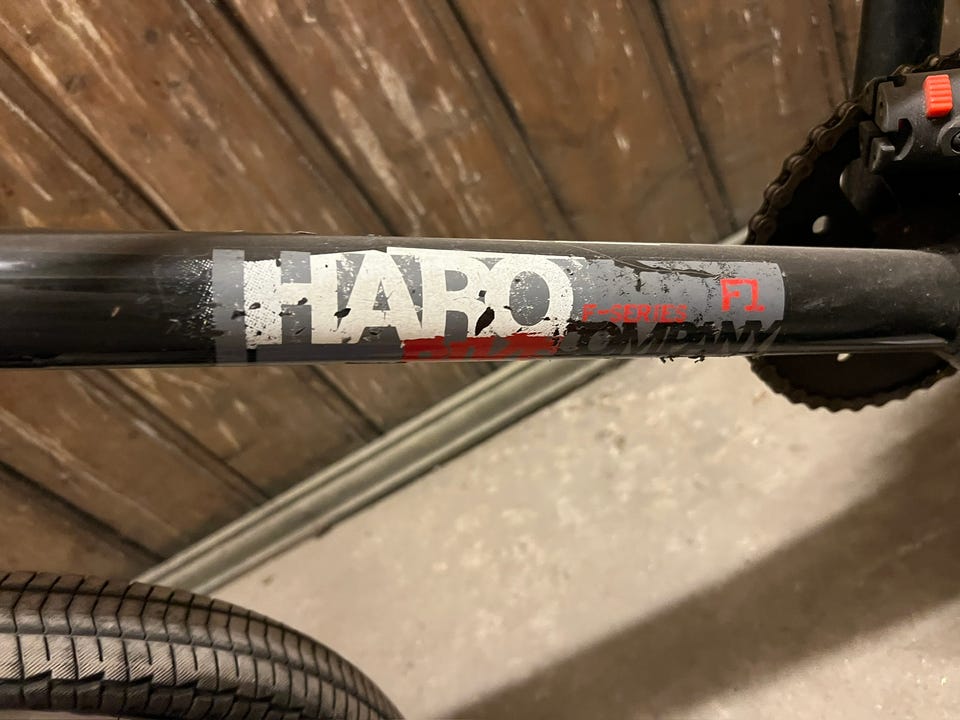 HARO
F-SERIES F1
COMPANY